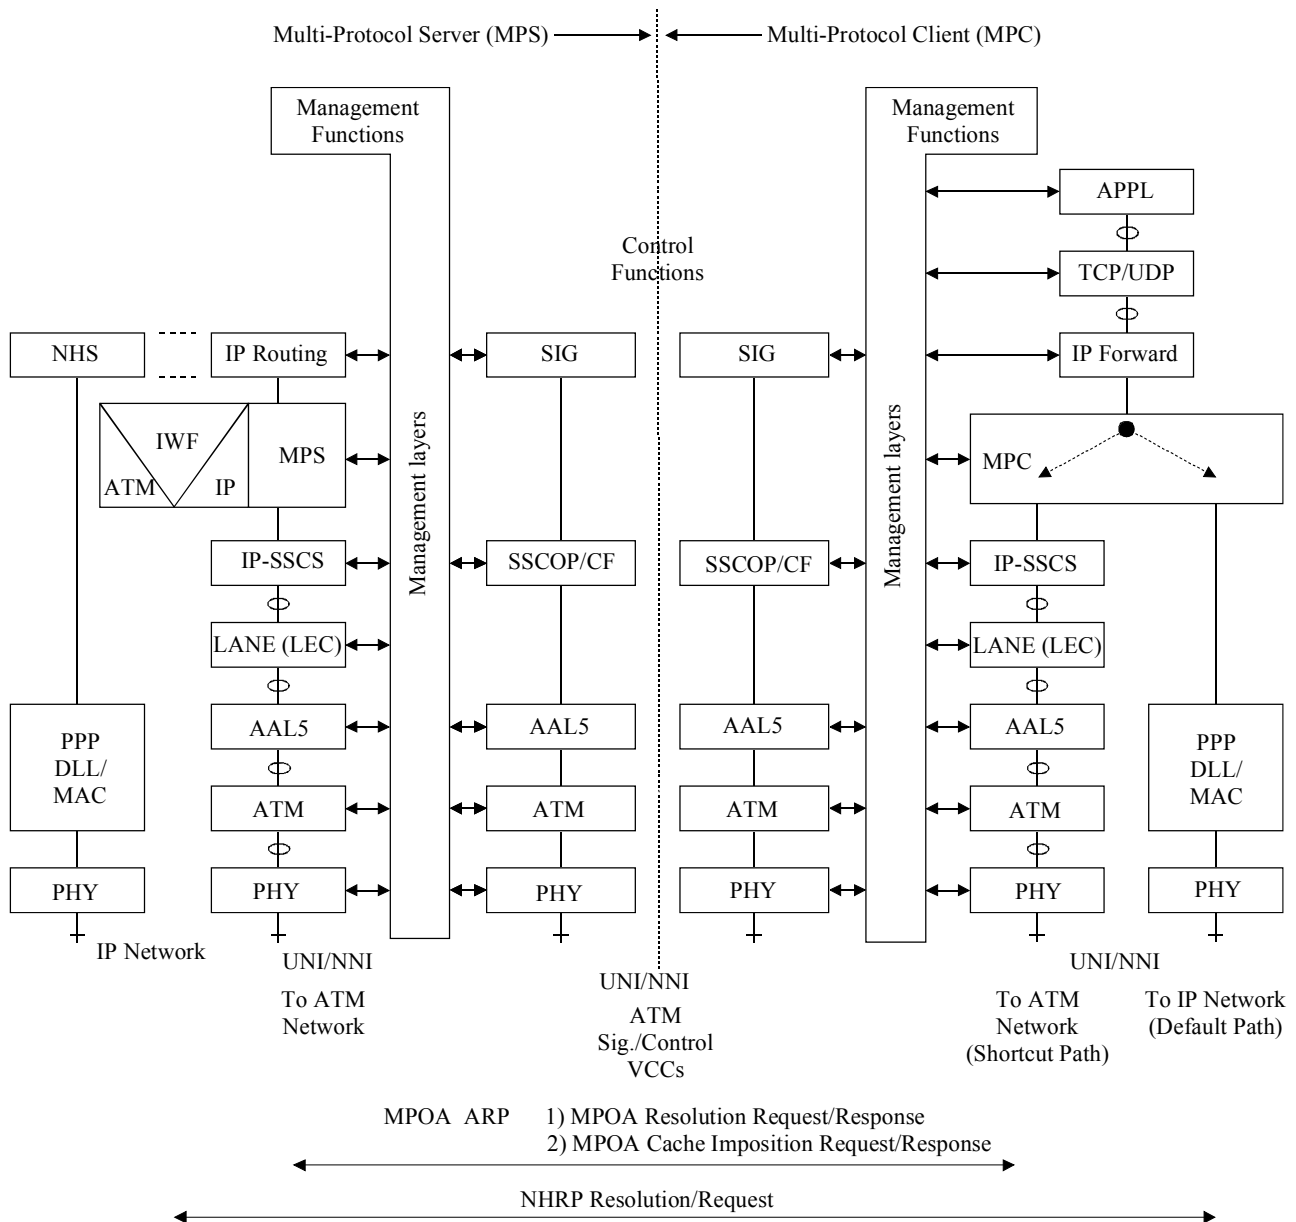 Multi-Protocol Server (MPS)
Multi-Protocol Client (MPC)
Management
Functions
Management
Functions
APPL
Control
Functions
TCP/UDP
NHS
IP Routing
SIG
SIG
IP Forward
IWF
ATM
IP
MPS
Management layers
Management layers
MPC
IP-SSCS
SSCOP/CF
SSCOP/CF
IP-SSCS
LANE (LEC)
LANE (LEC)
PPP
DLL/
MAC
AAL5
AAL5
AAL5
AAL5
PPP
DLL/
MAC
ATM
ATM
ATM
ATM
PHY
PHY
PHY
PHY
PHY
PHY
IP Network
UNI/NNI
To ATM
Network
UNI/NNI
ATM
Sig./Control
VCCs
UNI/NNI
To ATM
Network
(Shortcut Path)
To IP Network
(Default Path)
MPOA ARP 1) MPOA Resolution Request/Response
2) MPOA Cache Imposition Request/Response
NHRP Resolution/Request